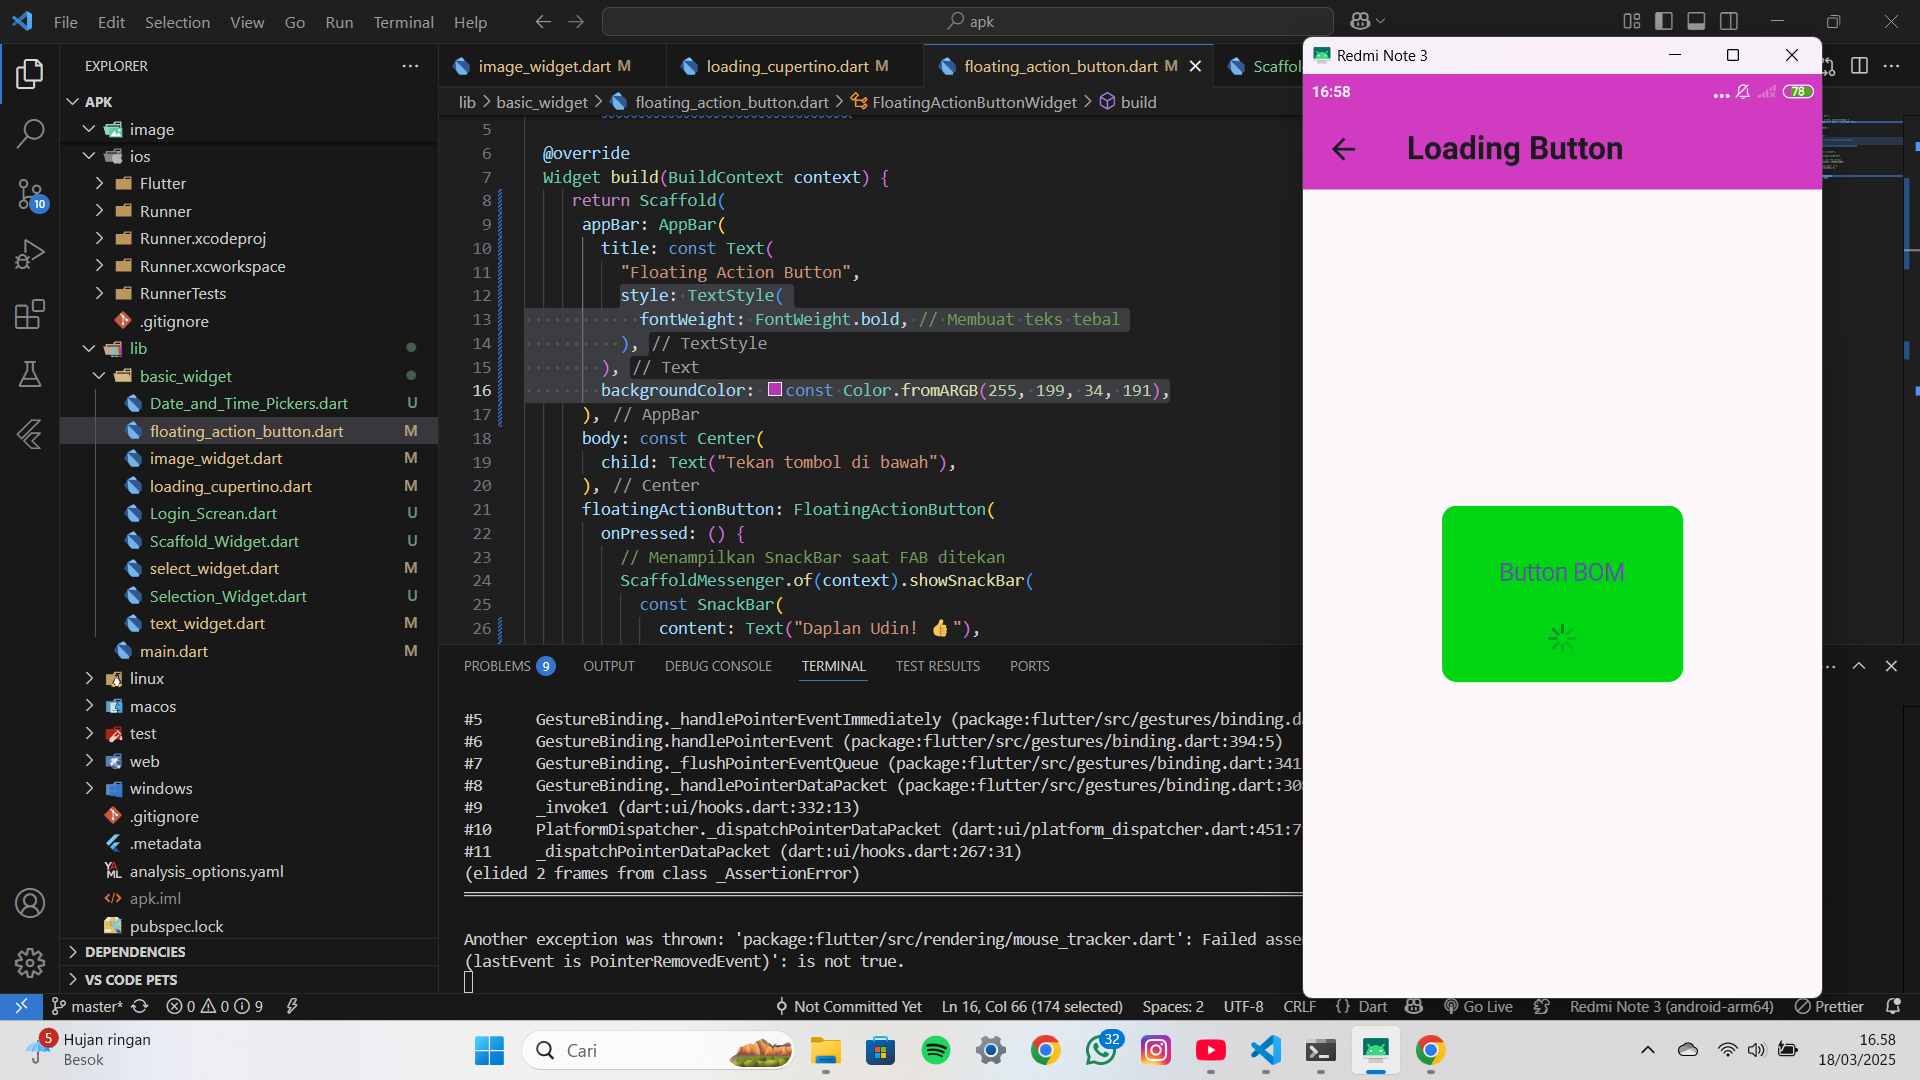 File Edit Selection View Go Run Terminal Help
apk
EXPLORER
APK
image
ios
Flutter
Runner
Runner.xcodeproj
Runner.xcworkspace
RunnerTests
.gitignore
lib
basic_widget
Date_and_Time_Pickers.dart U
floating_action_button.dart M
image_widget.dart M
loading_cupertino.dart M
Login_Screan.dart U
Scaffold_Widget.dart U
select_widget.dart M
Selection_Widget.dart U
text_widget.dart M
main.dart M
linux
macos
test
web
windows
.gitignore
.metadata
analysis_options.yaml
apk.iml
pubspec.lock
DEPENDENCIES
VS CODE PETS
10
image_widget.dart M
loading_cupertino.dart M
floating_action_button.dart M
Scaffol
lib > basic_widget > floating_action_button.dart > FloatingActionButtonWidget > build
5
6 @override
7 Widget build(BuildContext context) {
8 return Scaffold(
9 appBar: AppBar(
10 title: const Text(
11 "Floating Action Button",
12 style: TextStyle(
13 fontWeight: FontWeight.bold, // Membuat teks tebal
14 ), // TextStyle
15 ), // Text
16 backgroundColor: const Color.fromARGB(255, 199, 34, 191),
17 ), // AppBar
18 body: const Center(
19 child: Text("Tekan tombol di bawah"),
20 ), // Center
21 floatingActionButton: FloatingActionButton(
22 onPressed: () {
23 // Menampilkan SnackBar saat FAB ditekan
24 ScaffoldMessenger.of(context).showSnackBar(
25 const SnackBar(
26 content: Text("Daplan Udin! 👍"),
PROBLEMS 9 OUTPUT DEBUG CONSOLE TERMINAL TEST RESULTS PORTS
#5 GestureBinding._handlePointerEventImmediately (package:flutter/src/gestures/binding.da
#6 GestureBinding.handlePointerEvent (package:flutter/src/gestures/binding.dart:394:5)
#7 GestureBinding._flushPointerEventQueue (package:flutter/src/gestures/binding.dart:341
#8 GestureBinding._handlePointerDataPacket (package:flutter/src/gestures/binding.dart:308
#9 _invoke1 (dart:ui/hooks.dart:332:13)
#10 PlatformDispatcher._dispatchPointerDataPacket (dart:ui/platform_dispatcher.dart:451:7
#11 _dispatchPointerDataPacket (dart:ui/hooks.dart:267:31)
(elided 2 frames from class _AssertionError)
Another exception was thrown: 'package:flutter/src/rendering/mouse_tracker.dart': Failed asse
(lastEvent is PointerRemovedEvent)': is not true.
Redmi Note 3
16:58
78
Loading Button
Button BOM
master* 0 0 9
Not Committed Yet Ln 16, Col 66 (174 selected) Spaces: 2 UTF-8 CRLF {} Dart Go Live Redmi Note 3 (android-arm64) Prettier
5
Hujan ringan
Besok
Cari
32
16.58
18/03/2025